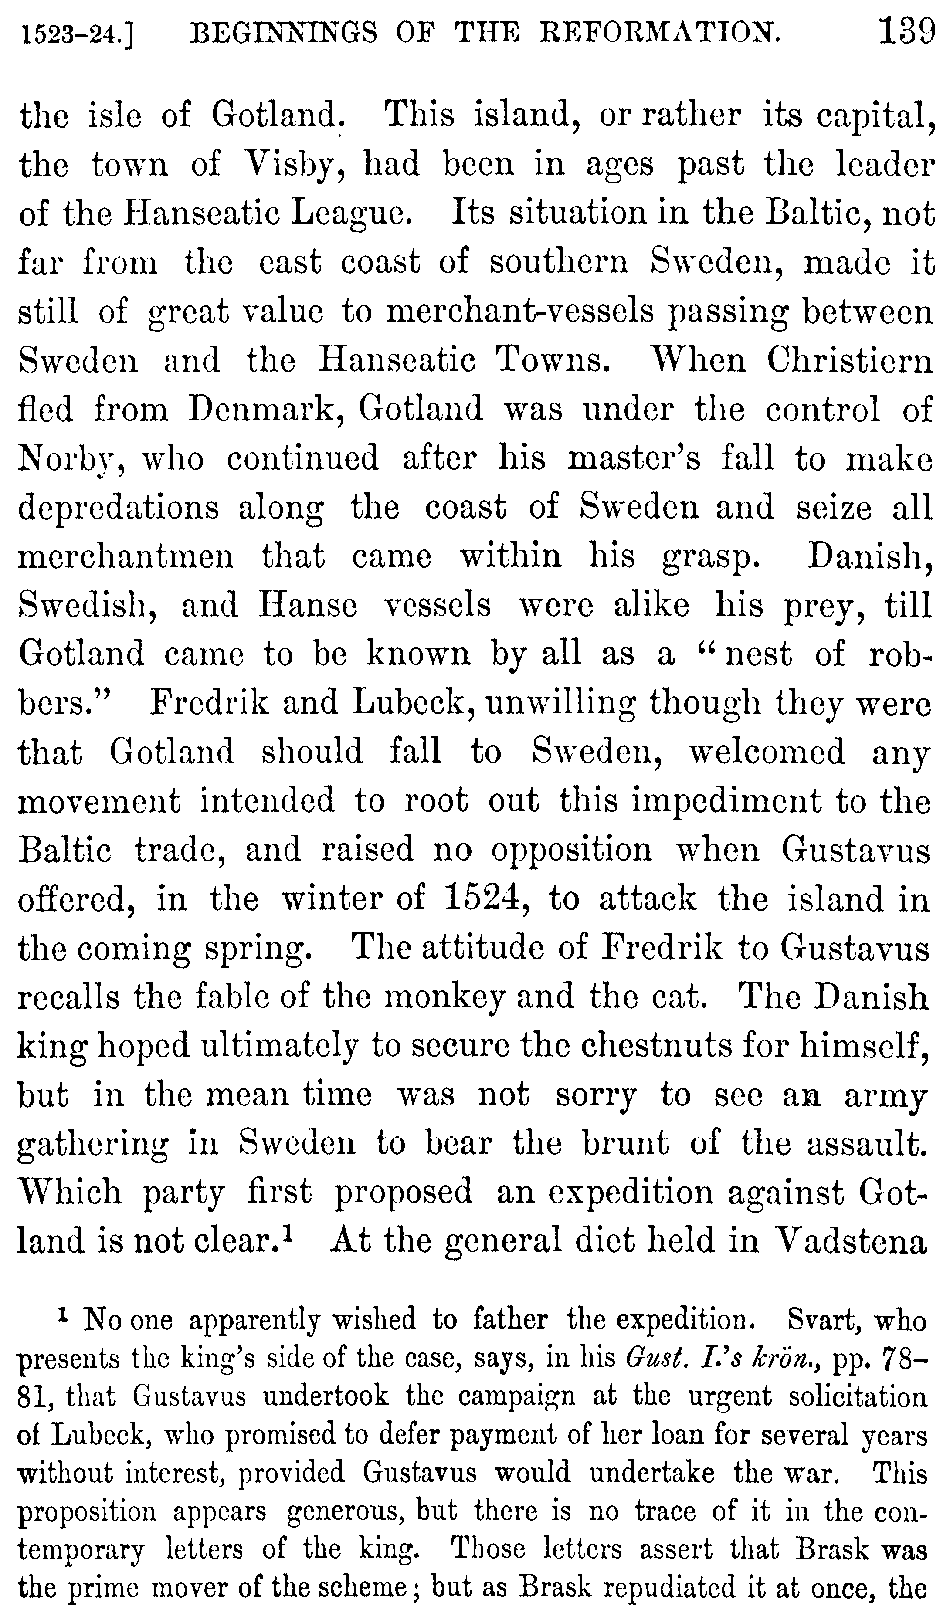 1523-24.] BEGINNINGS OF THE REFORMATION. 139
the isle of Gotland. This island, or rather its capital,
the town of Visby, had been in ages past the leader
of the Hanseatic League. Its situation in the Baltic, not
far from the east coast of southern Sweden, made it
still of great value to merchant-vessels passing between
Sweden and the Hanseatic Towns. When Christiern
fled from Denmark, Gotland was under the control of
Norby, who continued after his master's fall to make
depredations along the coast of Sweden and seize all
merchantmen that came within his grasp. Danish,
Swedish, and Hanse vessels were alike his prey, till
Gotland came to be known by all as a “nest of rob-
bers.” Fredrik and Lubeck, unwilling though they were
that Gotland should fall to Sweden, welcomed any
movement intended to root out this impediment to the
Baltic trade, and raised no opposition when Gustavus
offered, in the winter of 1524, to attack the island in
the coming spring. The attitude of Fredrik to Gustavus
recalls the fable of the monkey and the cat. The Danish
king hoped ultimately to secure the chestnuts for himself,
but in the mean time was not sorry to see an army
gathering in Sweden to bear the brunt of the assault.
Which party first proposed an expedition against Got-
land is not clear.¹ At the general diet held in Vadstena
¹ No one apparently wished to father the expedition. Svart, who
presents the king's side of the case, says, in his Gust. I.'s krön., pp. 78-
81, that Gustavus undertook the campaign at the urgent solicitation
of Lubeck, who promised to defer payment of her loan for several years
without interest, provided Gustavus would undertake the war. This
proposition appears generous, but there is no trace of it in the con-
temporary letters of the king. Those letters assert that Brask was
the prime mover of the scheme; but as Brask repudiated it at once, the